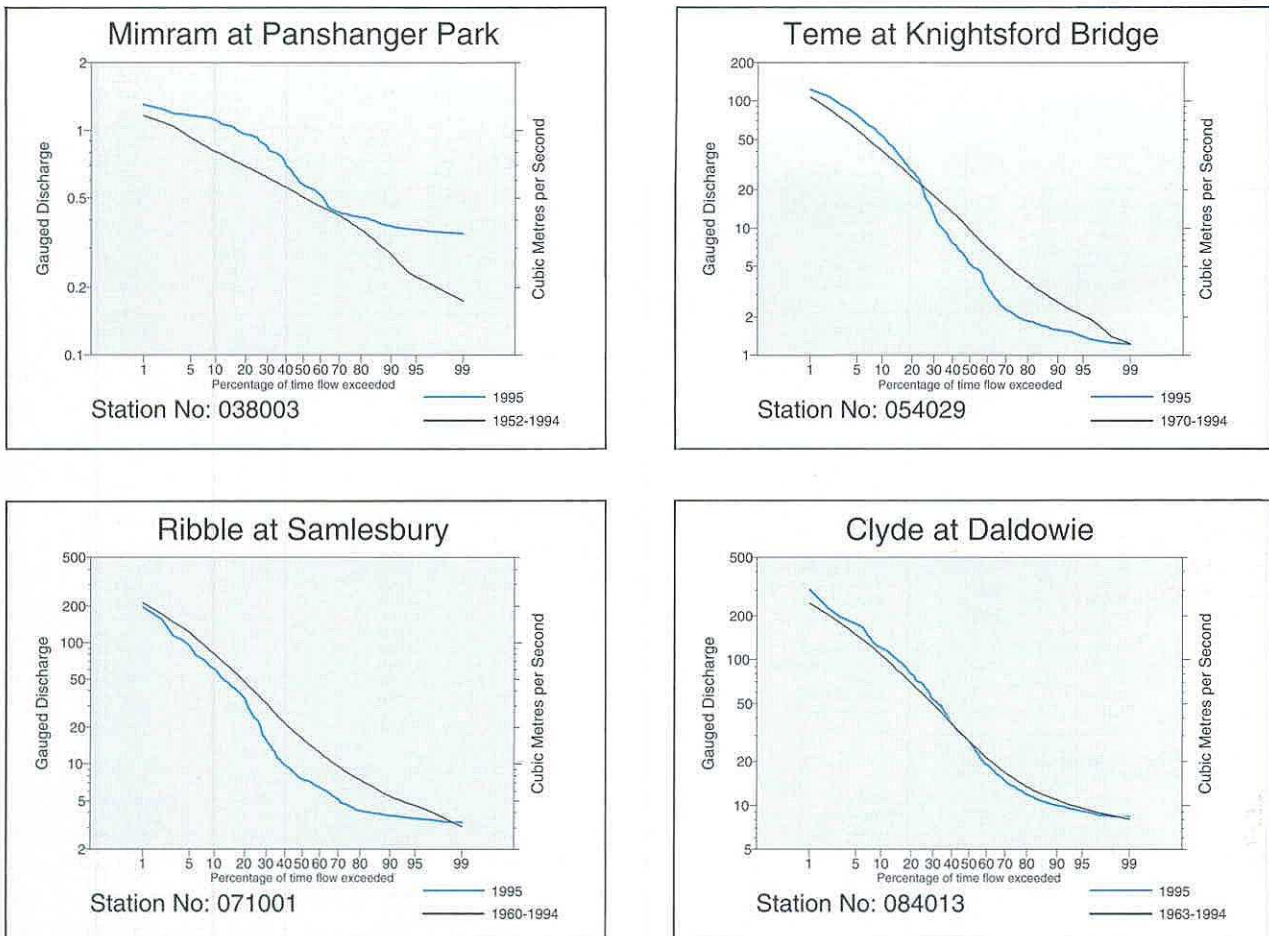 Mimram at Panshanger Park
2
1
0.5
0.2
0.1
Gauged Discharge
Cubic Metres per Second
1 5 10 20 30 40 50 60 70 80 90 95 99
Percentage of time flow exceeded
Station No: 038003
1995
1952-1994
Teme at Knightsford Bridge
200
100
50
20
10
5
2
1
Gauged Discharge
Cubic Metres per Second
1 5 10 20 30 40 50 60 70 80 90 95 99
Percentage of time flow exceeded
Station No: 054029
1995
1970-1994
Ribble at Samlesbury
500
200
100
50
20
10
5
2
Gauged Discharge
Cubic Metres per Second
1 5 10 20 30 40 50 60 70 80 90 95 99
Percentage of time flow exceeded
Station No: 071001
1995
1960-1994
Clyde at Daldowie
500
200
100
50
20
10
5
Gauged Discharge
Cubic Metres per Second
1 5 10 20 30 40 50 60 70 80 90 95 99
Percentage of time flow exceeded
Station No: 084013
1995
1963-1994